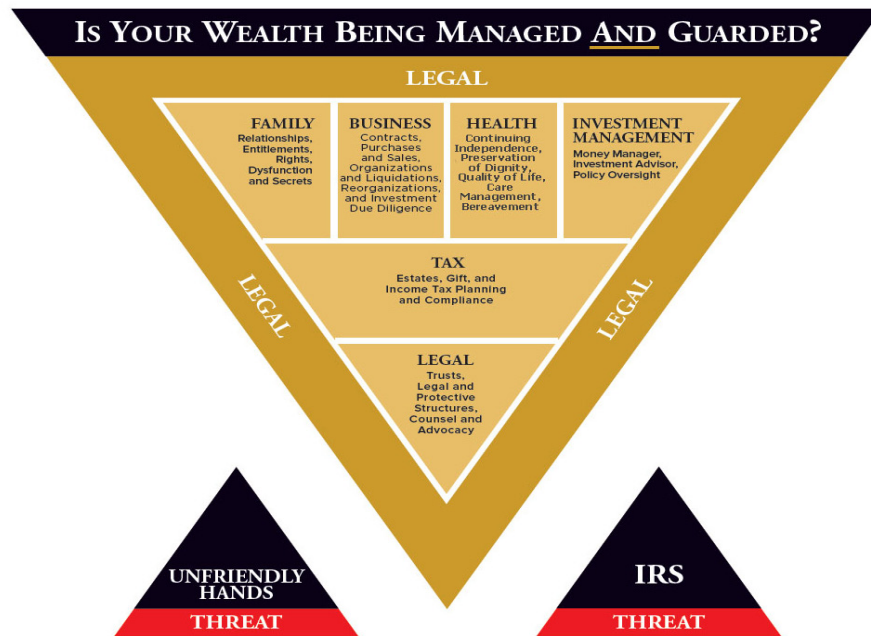 IS YOUR WEALTH BEING MANAGED AND GUARDED?
LEGAL
FAMILY
Relationships,
Entitlements,
Rights,
Dysfunction
and Secrets
BUSINESS
Contracts,
Purchases
and Sales,
Organizations
and Liquidations,
Reorganizations,
and Investment
Due Diligence
HEALTH
Continuing
Independence,
Preservation
of Dignity,
Quality of Life,
Care
Management,
Bereavement
INVESTMENT
MANAGEMENT
Money Manager,
Investment Advisor,
Policy Oversight
LEGAL
LEGAL
TAX
Estates, Gift, and
Income Tax Planning
and Compliance
LEGAL
Trusts,
Legal and
Protective
Structures,
Counsel and
Advocacy
UNFRIENDLY
HANDS
THREAT
IRS
THREAT